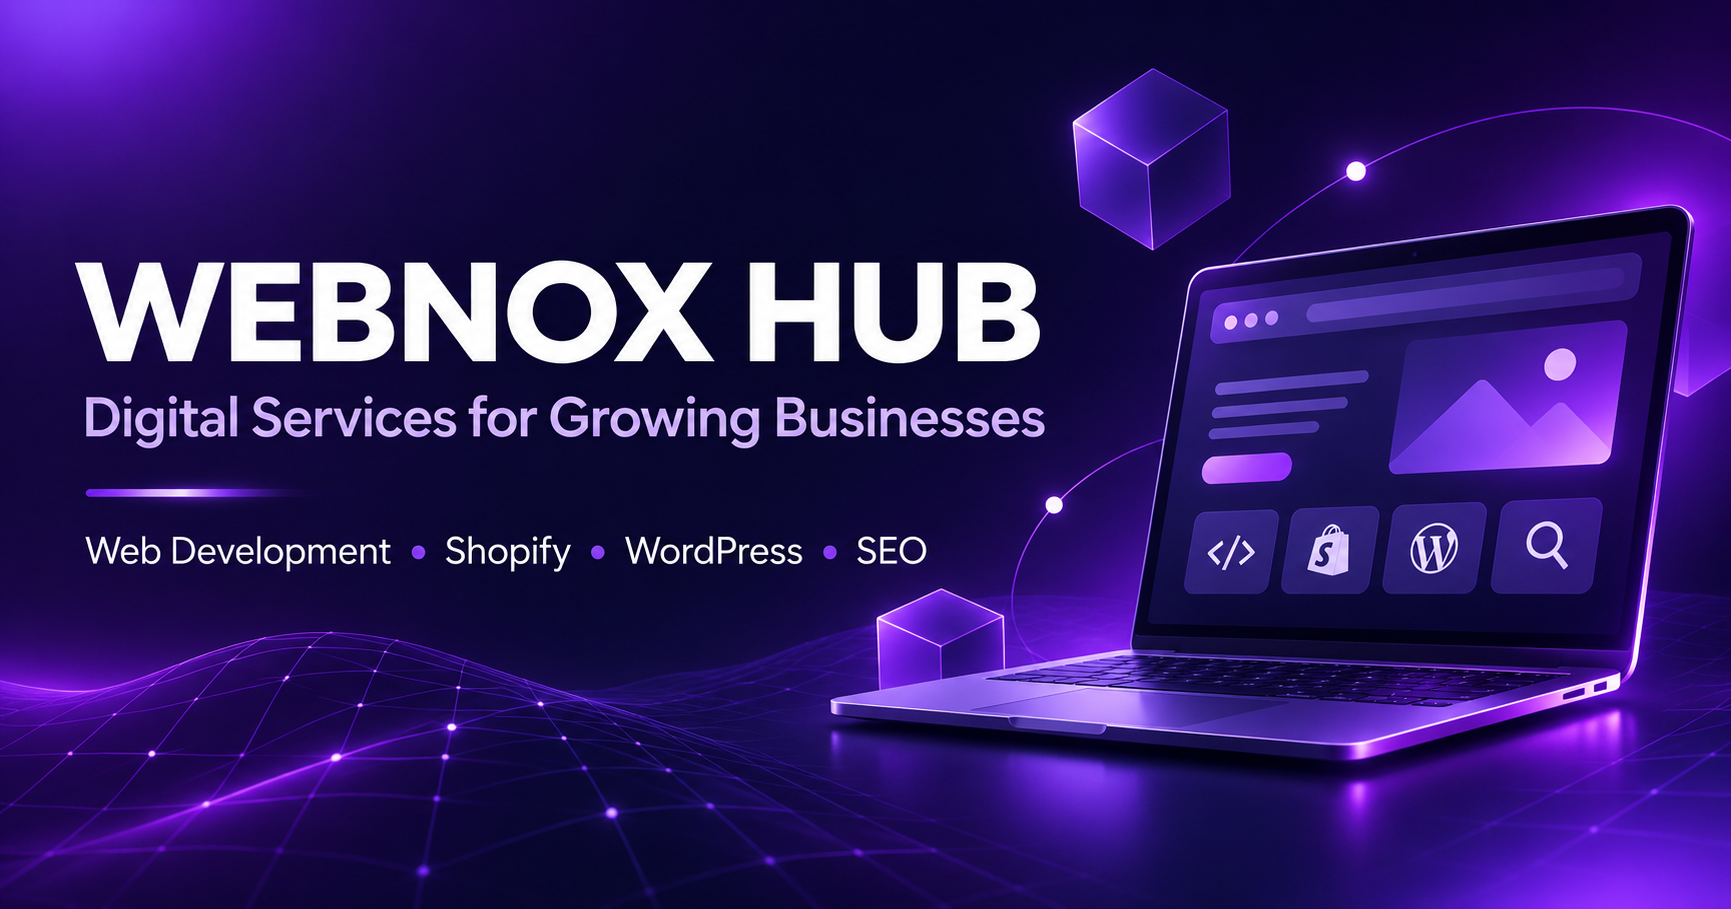 WEBNOX HUB
Digital Services for Growing Businesses
Web Development • Shopify • WordPress • SEO